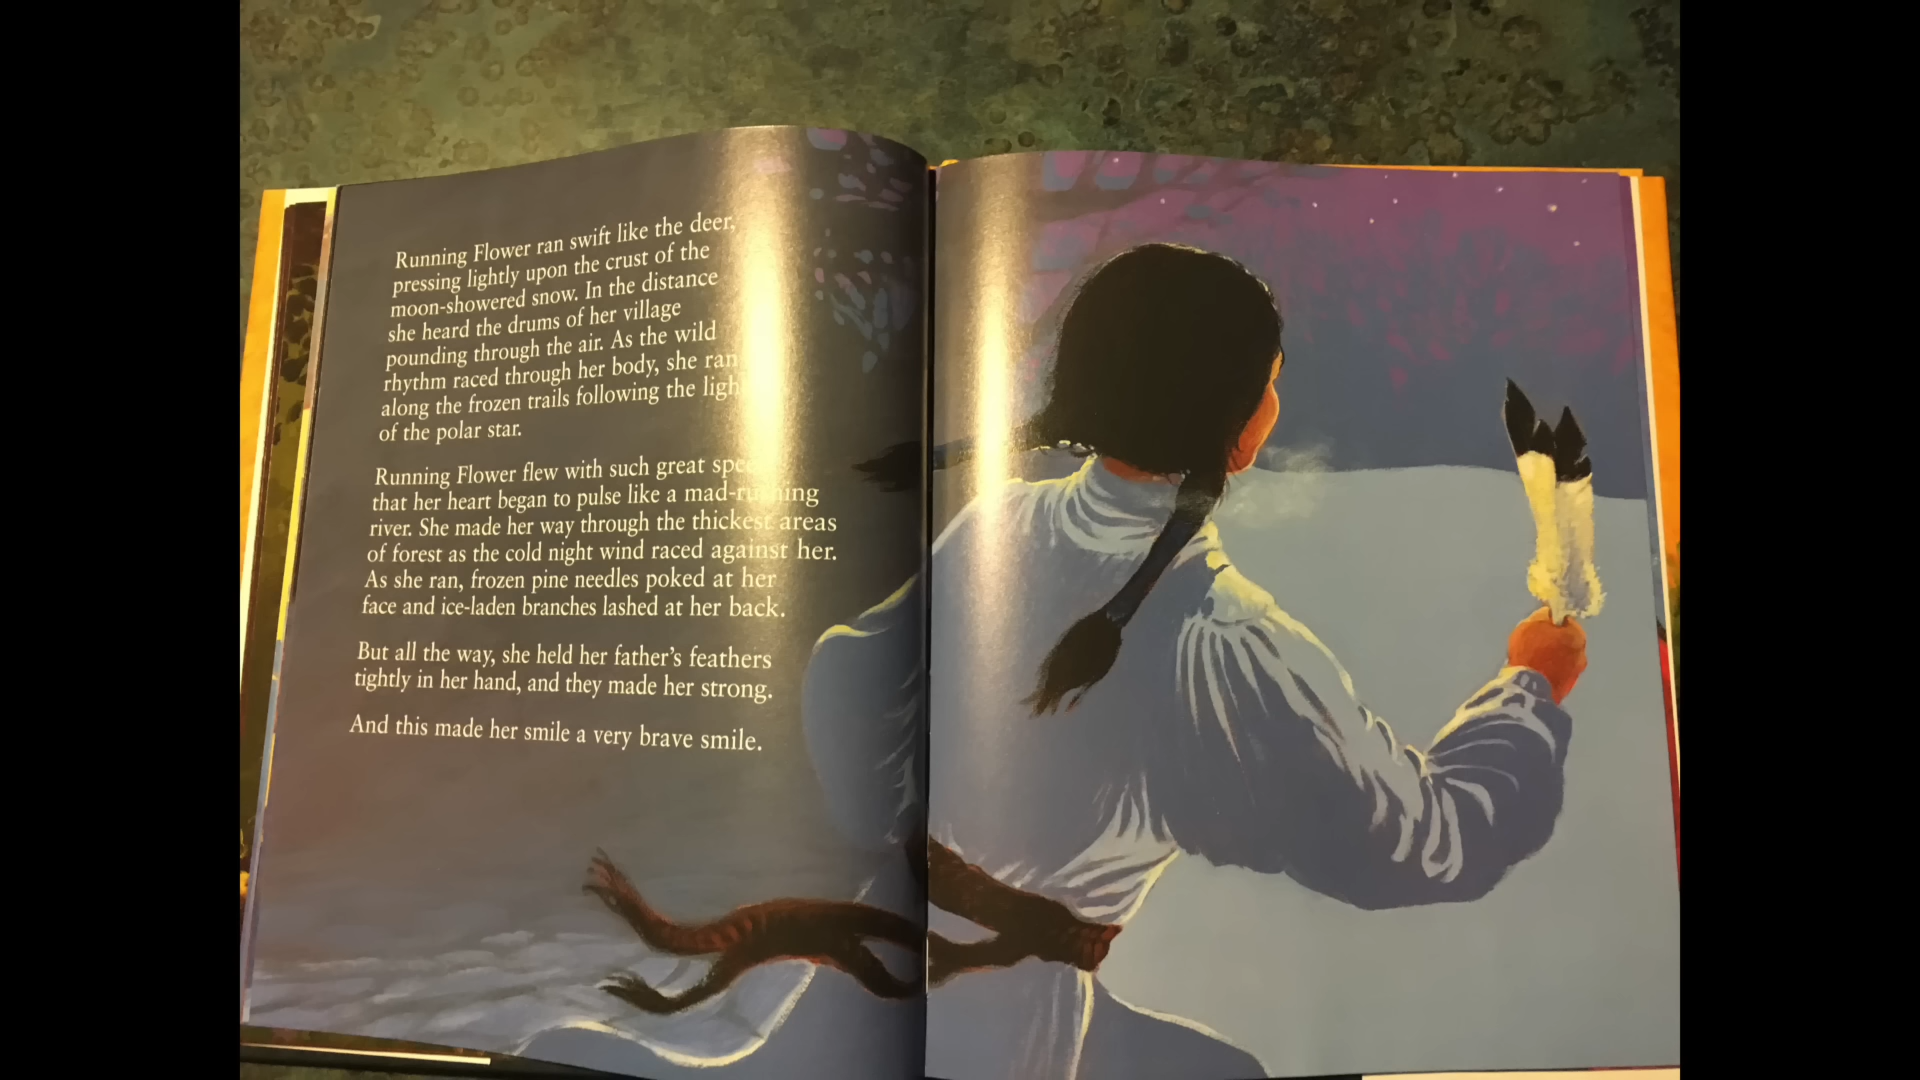 Running Flower ran swift like the deer,
pressing lightly upon the crust of the
moon-showered snow. In the distance
she heard the drums of her village
pounding through the air. As the wild
rhythm raced through her body, she ran
along the frozen trails following the light
of the polar star.
Running Flower flew with such great speed
that her heart began to pulse like a mad-rushing
river. She made her way through the thickest areas
of forest as the cold night wind raced against her.
As she ran, frozen pine needles poked at her
face and ice-laden branches lashed at her back.
But all the way, she held her father's feathers
tightly in her hand, and they made her strong.
And this made her smile a very brave smile.